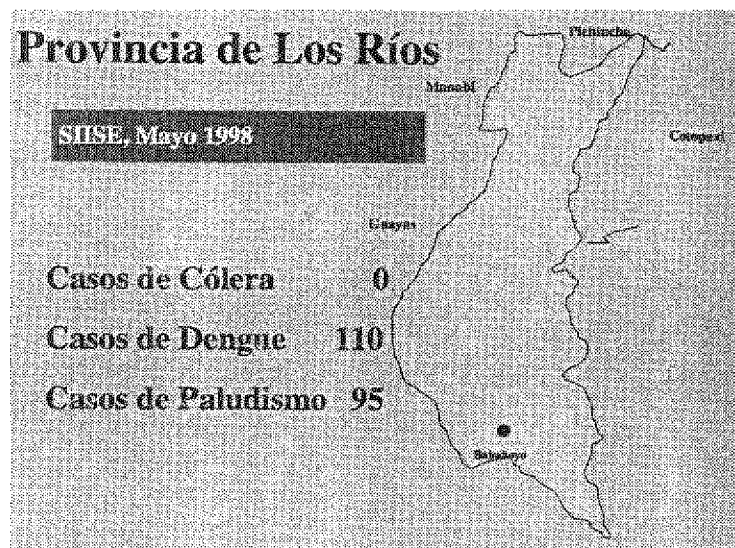 Provincia de Los Ríos
Pichincha
Manabí
SIISE, Mayo 1998
Cotopaxi
Guayas
Casos de Cólera 0
Casos de Dengue 110
Casos de Paludismo 95
Babahoyo